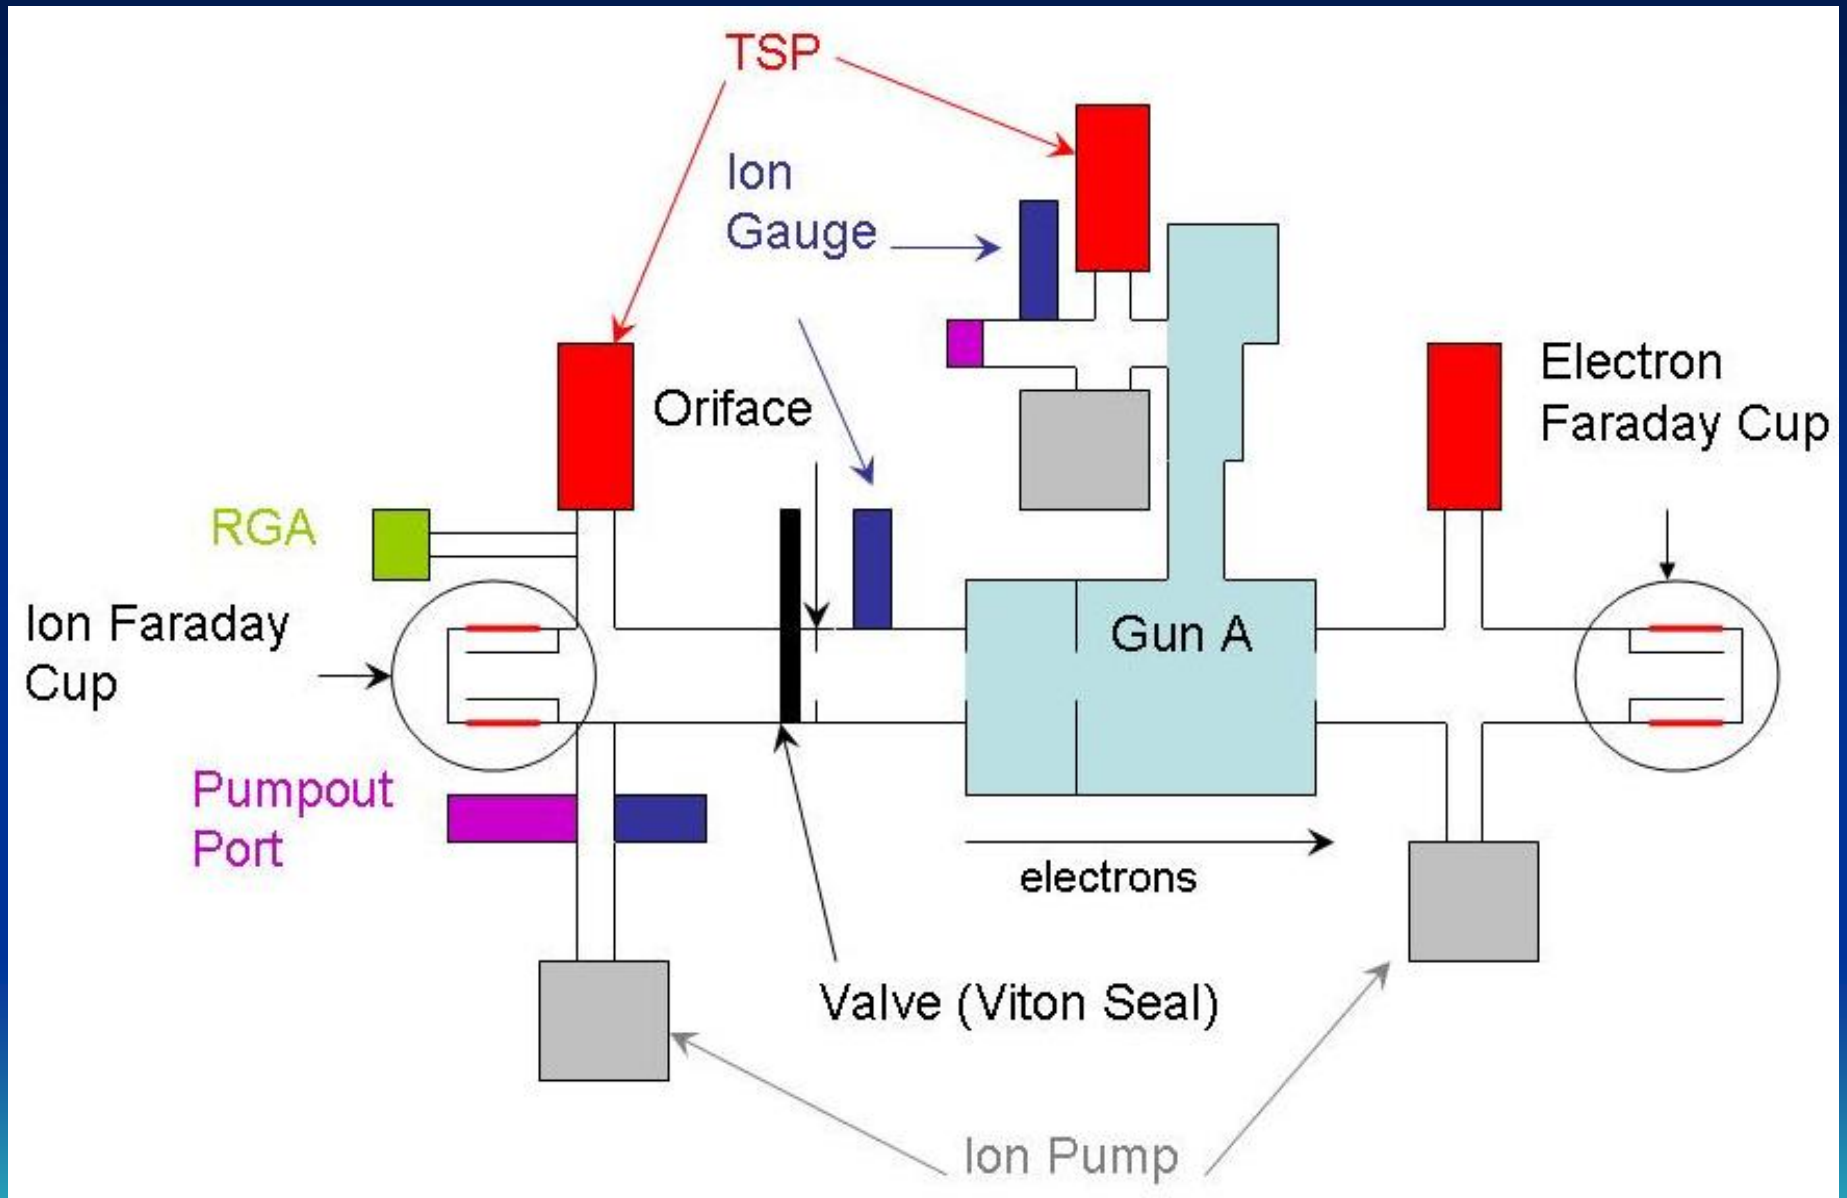 TSP
Ion
Gauge
Oriface
Electron
Faraday Cup
RGA
Ion Faraday
Cup
Gun A
Pumpout
Port
electrons
Valve (Viton Seal)
Ion Pump